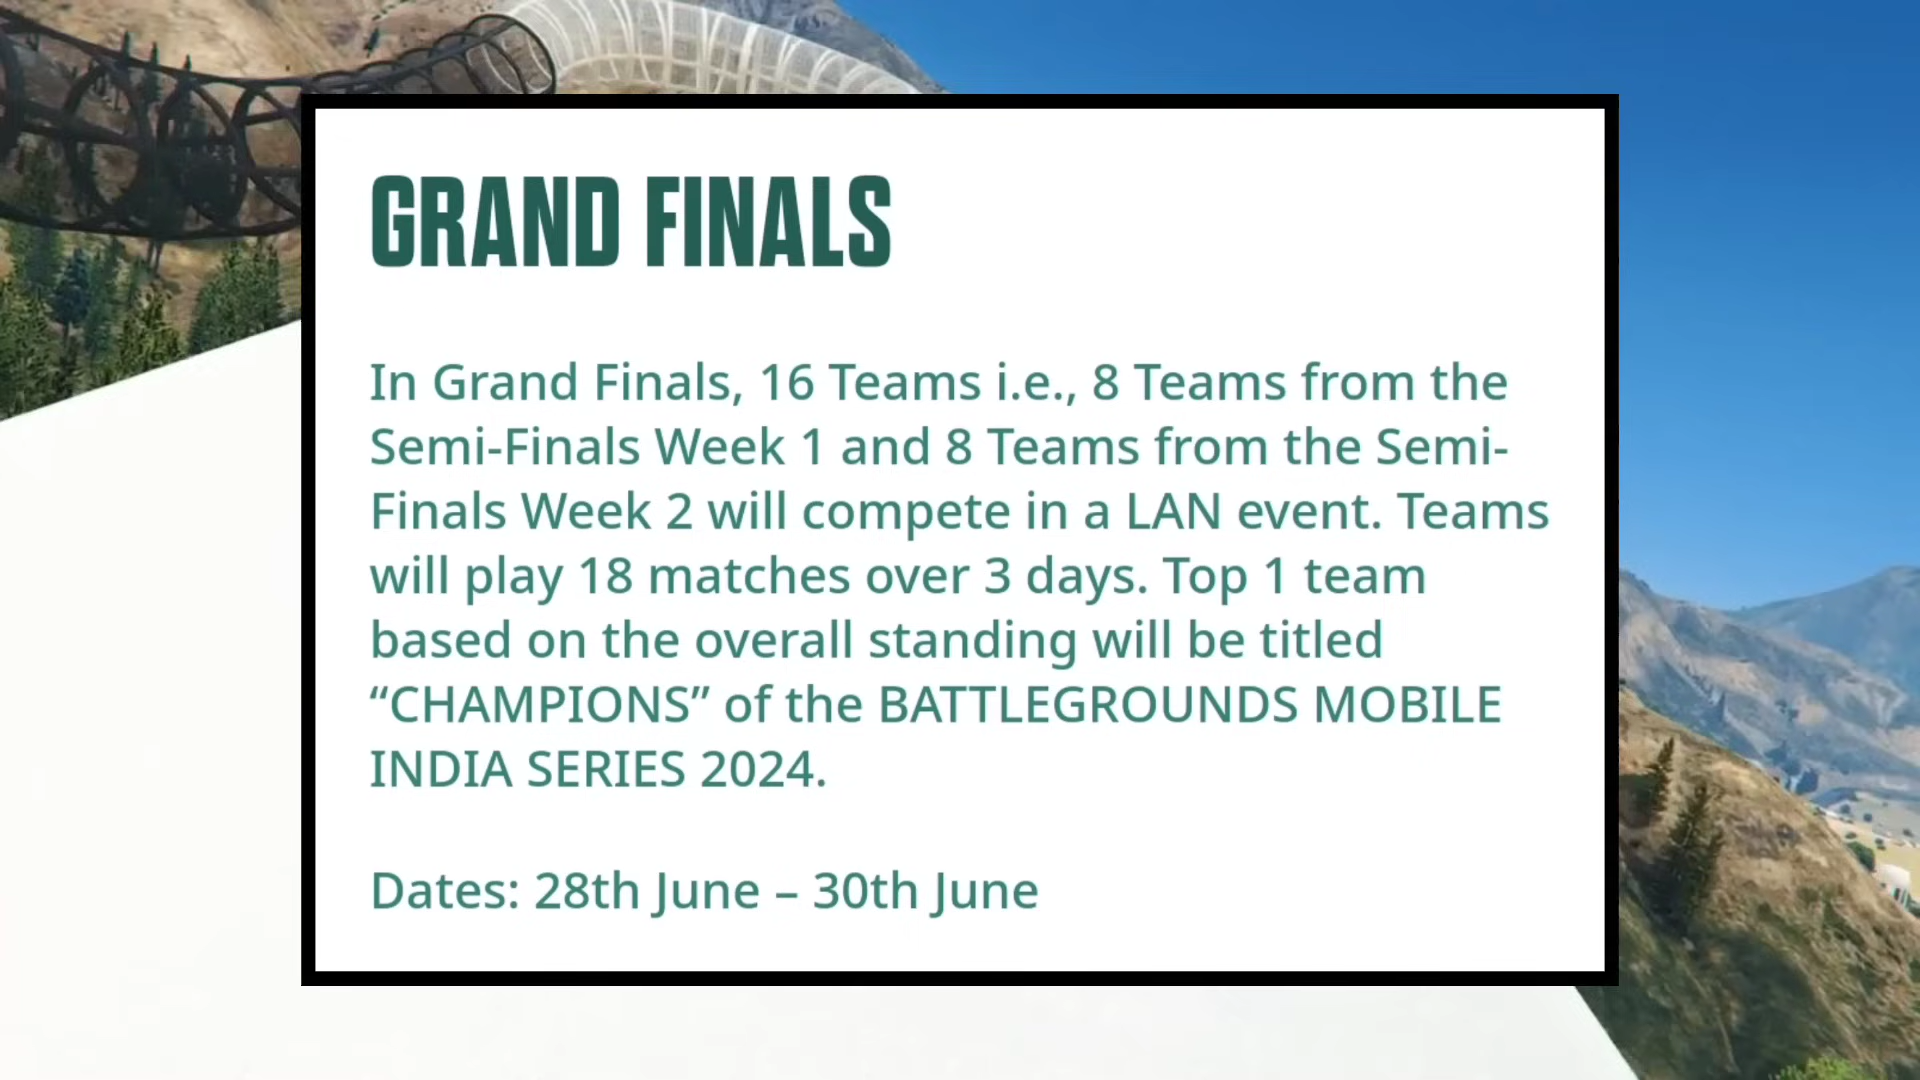 GRAND FINALS
In Grand Finals, 16 Teams i.e., 8 Teams from the
Semi-Finals Week 1 and 8 Teams from the Semi-
Finals Week 2 will compete in a LAN event. Teams
will play 18 matches over 3 days. Top 1 team
based on the overall standing will be titled
“CHAMPIONS” of the BATTLEGROUNDS MOBILE
INDIA SERIES 2024.
Dates: 28th June – 30th June